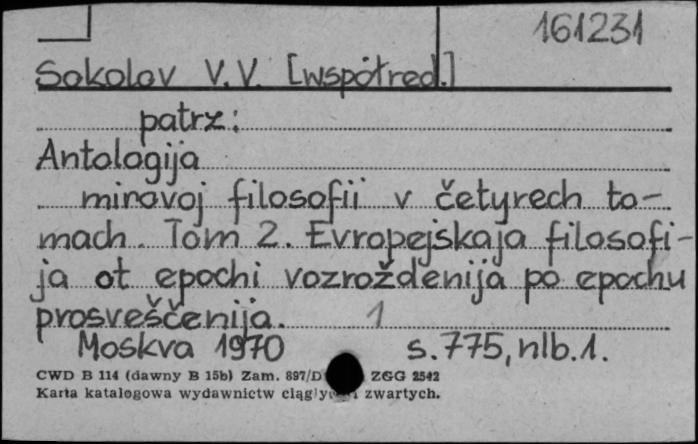 161231
Sokolov V.V. [współred.]
patrz:
Antologija
mirovoj filosofii v četyrech to-
mach. Tom 2. Evropejskaja filosofi-
ja ot epochi vozroždenija po epochu
prosveščenija. 1
Moskva 1970 s. 775, nlb. 1.
CWD B 114 (dawny B 15b) Zam. 897/D ZGG 2542
Karta katalogowa wydawnictw zwartych.